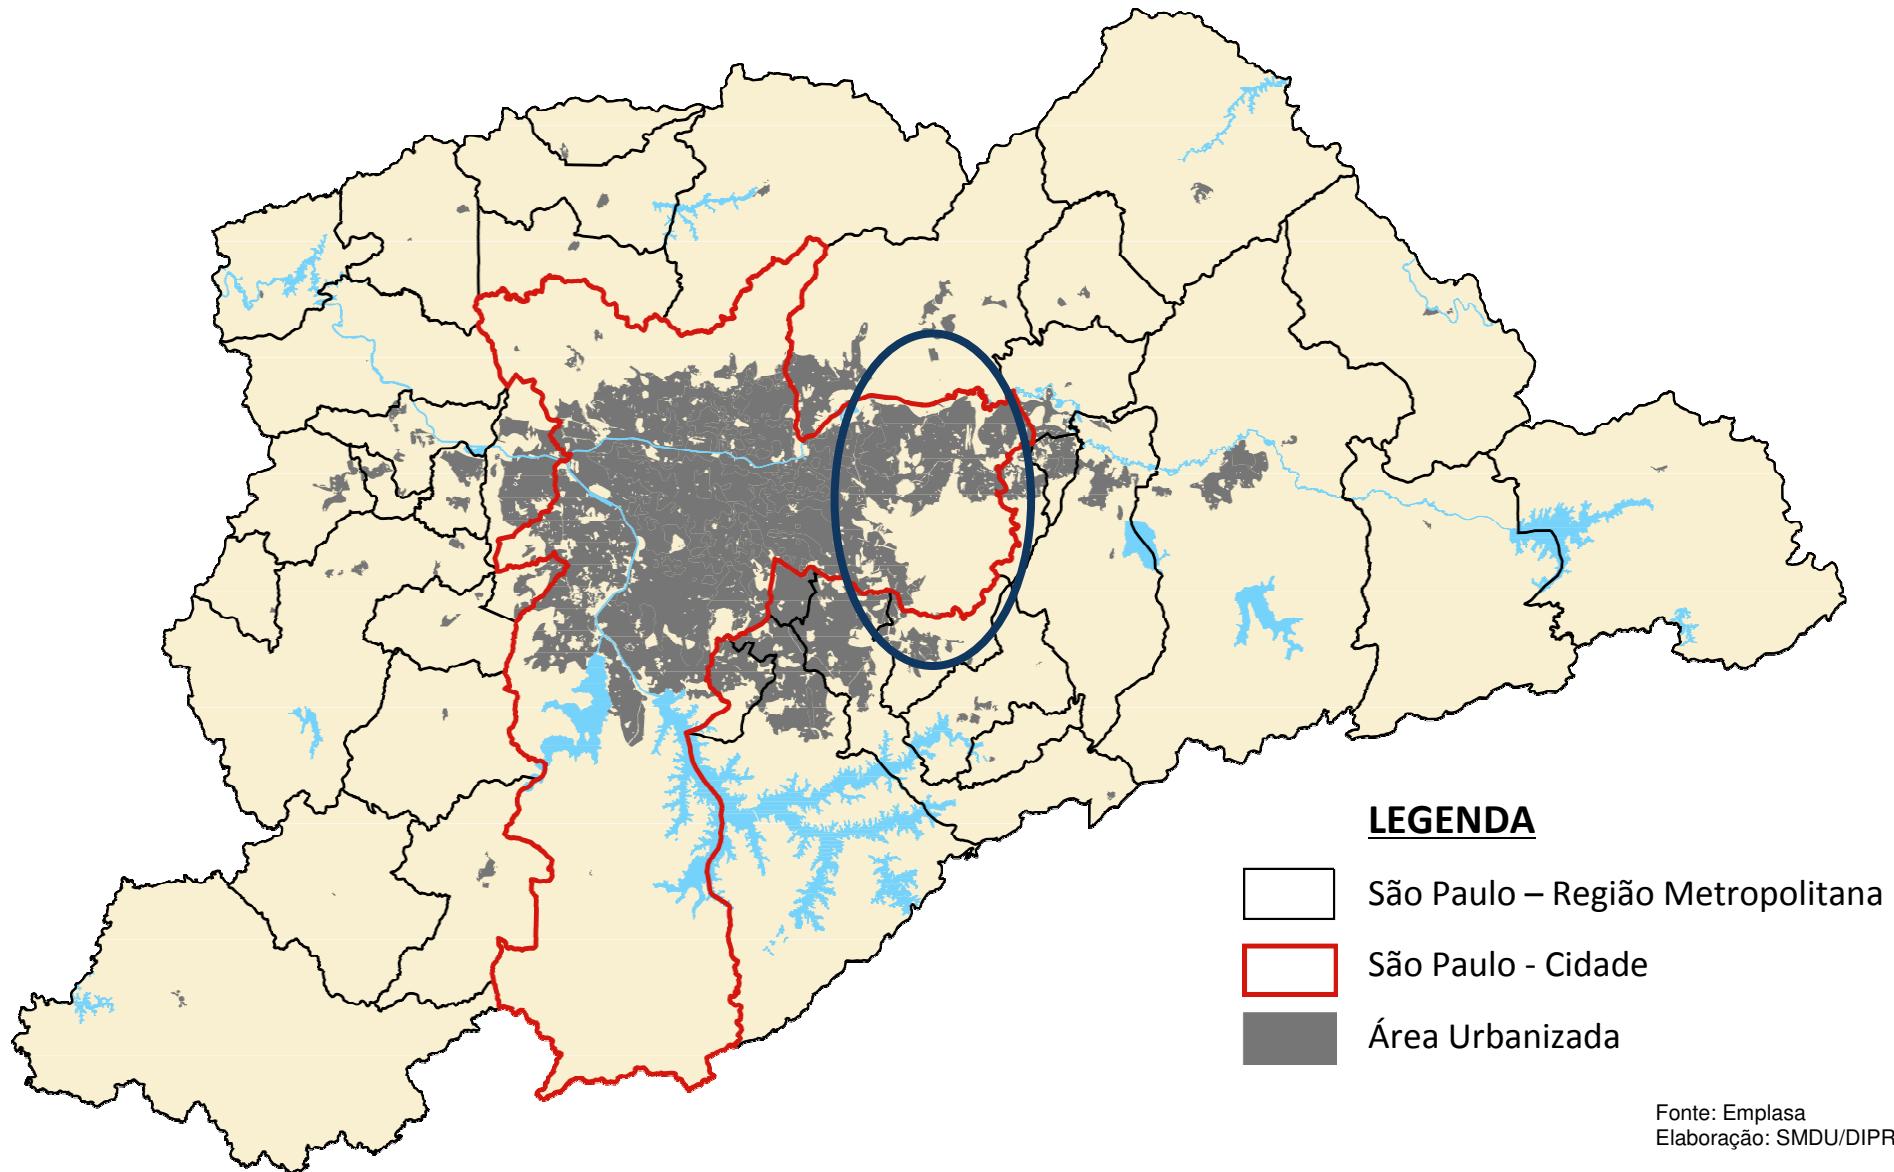 LEGENDA
São Paulo – Região Metropolitana
São Paulo - Cidade
Área Urbanizada
Fonte: Emplasa
Elaboração: SMDU/DIPR